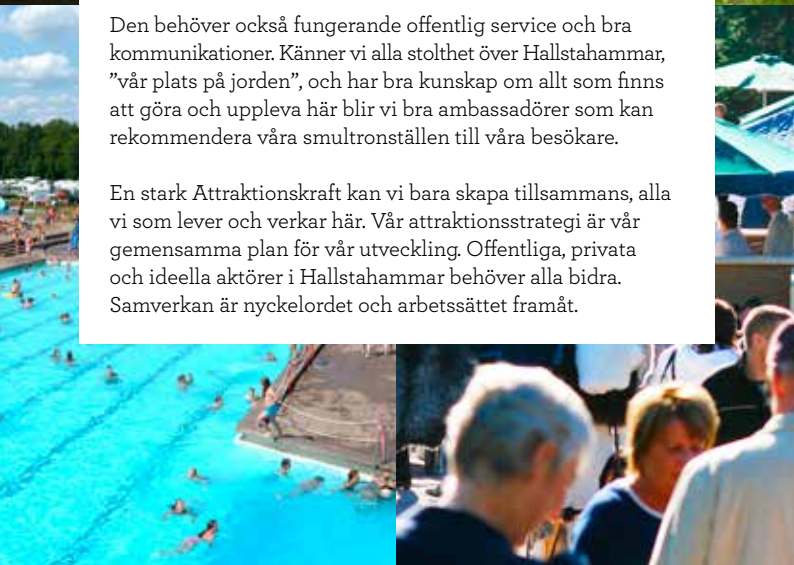 Den behöver också fungerande offentlig service och bra
kommunikationer. Känner vi alla stolthet över Hallstahammar,
”vår plats på jorden”, och har bra kunskap om allt som finns
att göra och uppleva här blir vi bra ambassadörer som kan
rekommendera våra smultronställen till våra besökare.
En stark Attraktionskraft kan vi bara skapa tillsammans, alla
vi som lever och verkar här. Vår attraktionsstrategi är vår
gemensamma plan för vår utveckling. Offentliga, privata
och ideella aktörer i Hallstahammar behöver alla bidra.
Samverkan är nyckelordet och arbetssättet framåt.